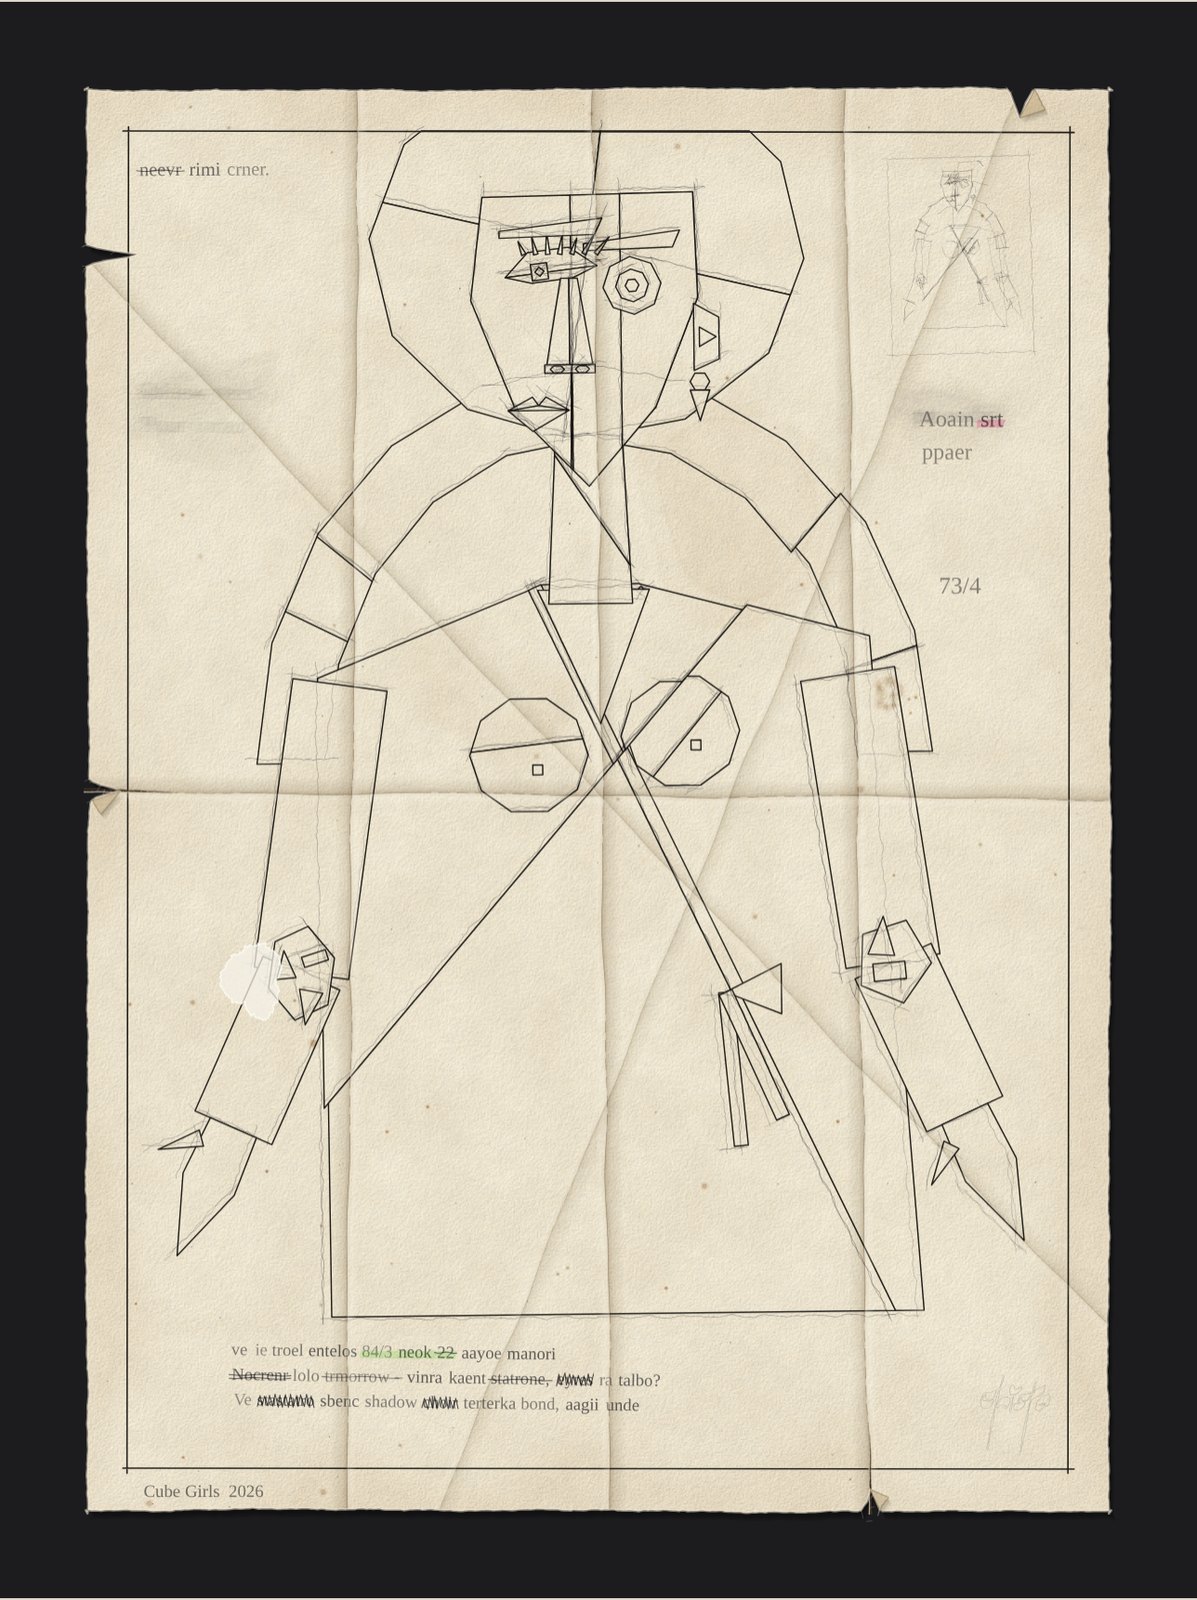 neevr rimi crner.
Aoain srt
ppaer
73/4
ve ie troel entelos 84/3 neok 22 aayoe manori
Nocrenr lolo trmorrow - vinra kaent statrone, ra talbo?
Ve sbenc shadow terterka bond, aagii unde
Cube Girls 2026